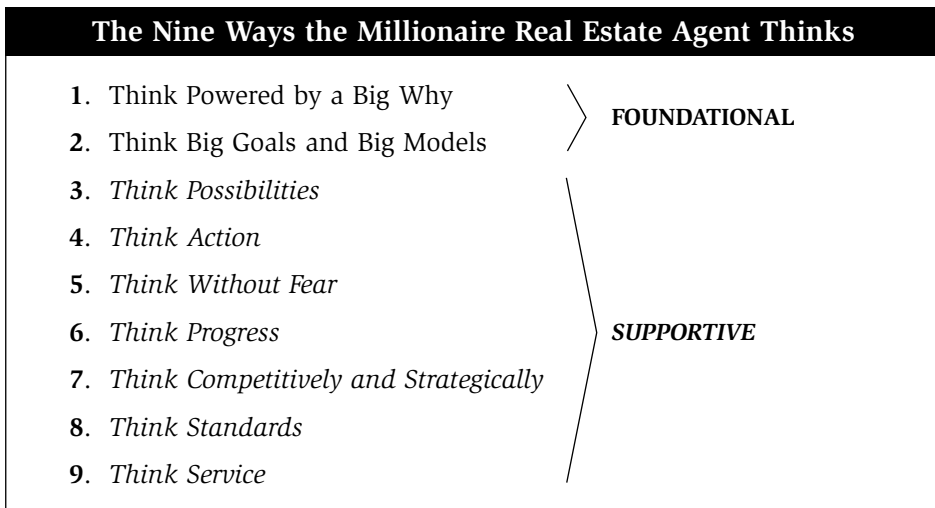 The Nine Ways the Millionaire Real Estate Agent Thinks
1. Think Powered by a Big Why
2. Think Big Goals and Big Models
FOUNDATIONAL
3. Think Possibilities
4. Think Action
5. Think Without Fear
6. Think Progress
7. Think Competitively and Strategically
8. Think Standards
9. Think Service
SUPPORTIVE